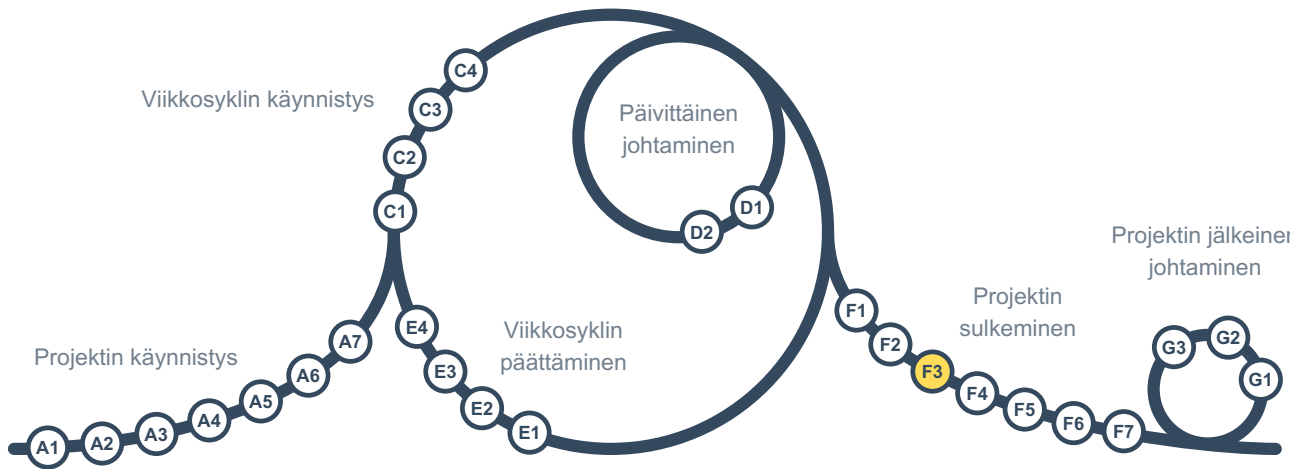 C4
Viikkosyklin käynnistys
C3
C2
C1
Päivittäinen
johtaminen
D1
D2
Projektin jälkeinen
johtaminen
Projektin
sulkeminen
Viikkosyklin
päättäminen
Projektin käynnistys
A1
A2
A3
A4
A5
A6
A7
E4
E3
E2
E1
F1
F2
F3
F4
F5
F6
F7
G3
G2
G1